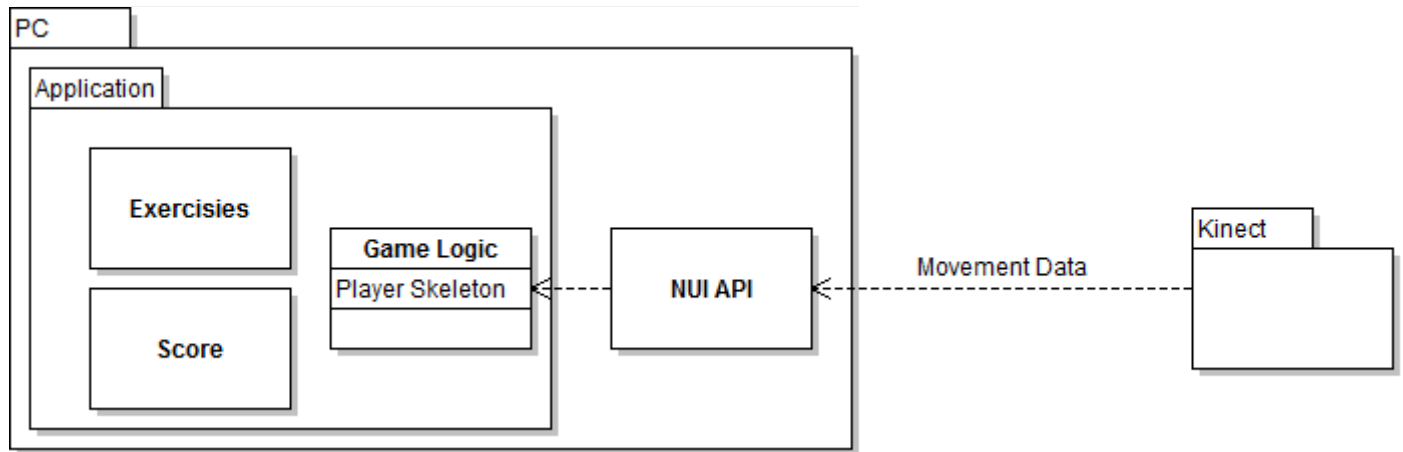 PC
Application
Exercisies
Score
Game Logic
Player Skeleton
NUI API
Movement Data
Kinect